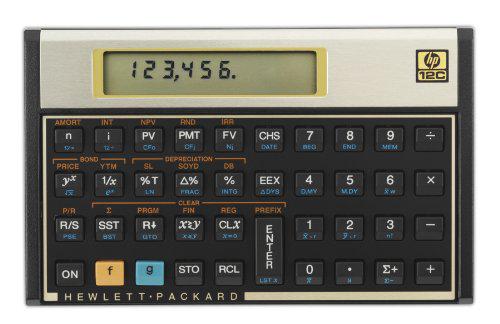 123,456.
hp
12C
AMORT INT NPV RND IRR
n i PV PMT FV CHS 7 8 9 ÷
12× 12÷ CFo CFj Nj DATE BEG END MEM
BOND DEPRECIATION
PRICE YTM SL SOYD DB
yˣ 1/x %T Δ% % EEX 4 5 6 ×
√x eˣ LN FRAC INTG ΔDYS D.MY M.DY x̄w
CLEAR
P/R Σ PRGM FIN REG PREFIX
R/S SST R↓ x≷y CLx ENTER 1 2 3 −
PSE BST GTO x≤y x=0 x̂,r ŷ,r n!
ON f g STO RCL 0 · Σ+ +
LST x x̄ s Σ−
HEWLETT·PACKARD